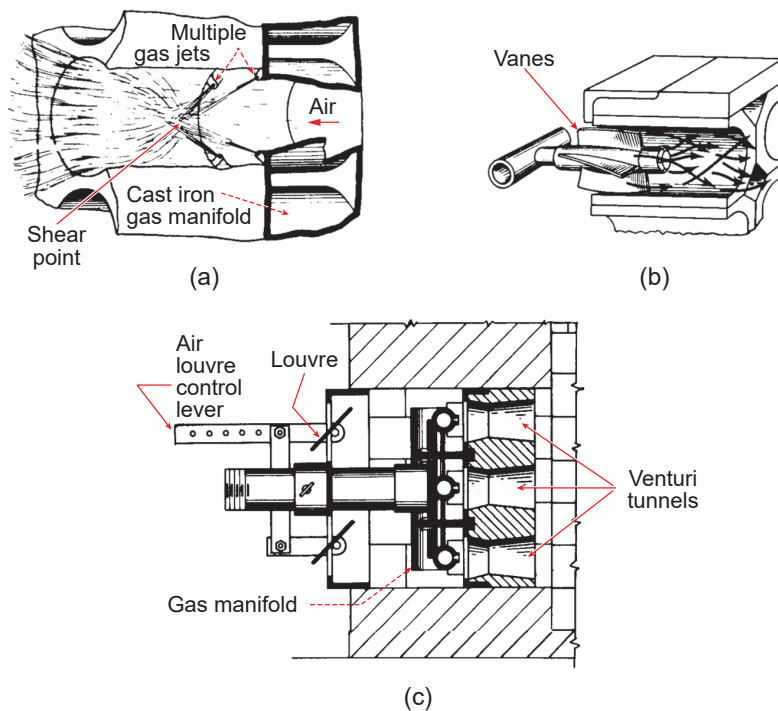 Multiple
gas jets
Air
Cast iron
gas manifold
Shear
point
(a)
Vanes
(b)
Air
louvre
control
lever
Louvre
Venturi
tunnels
Gas manifold
(c)